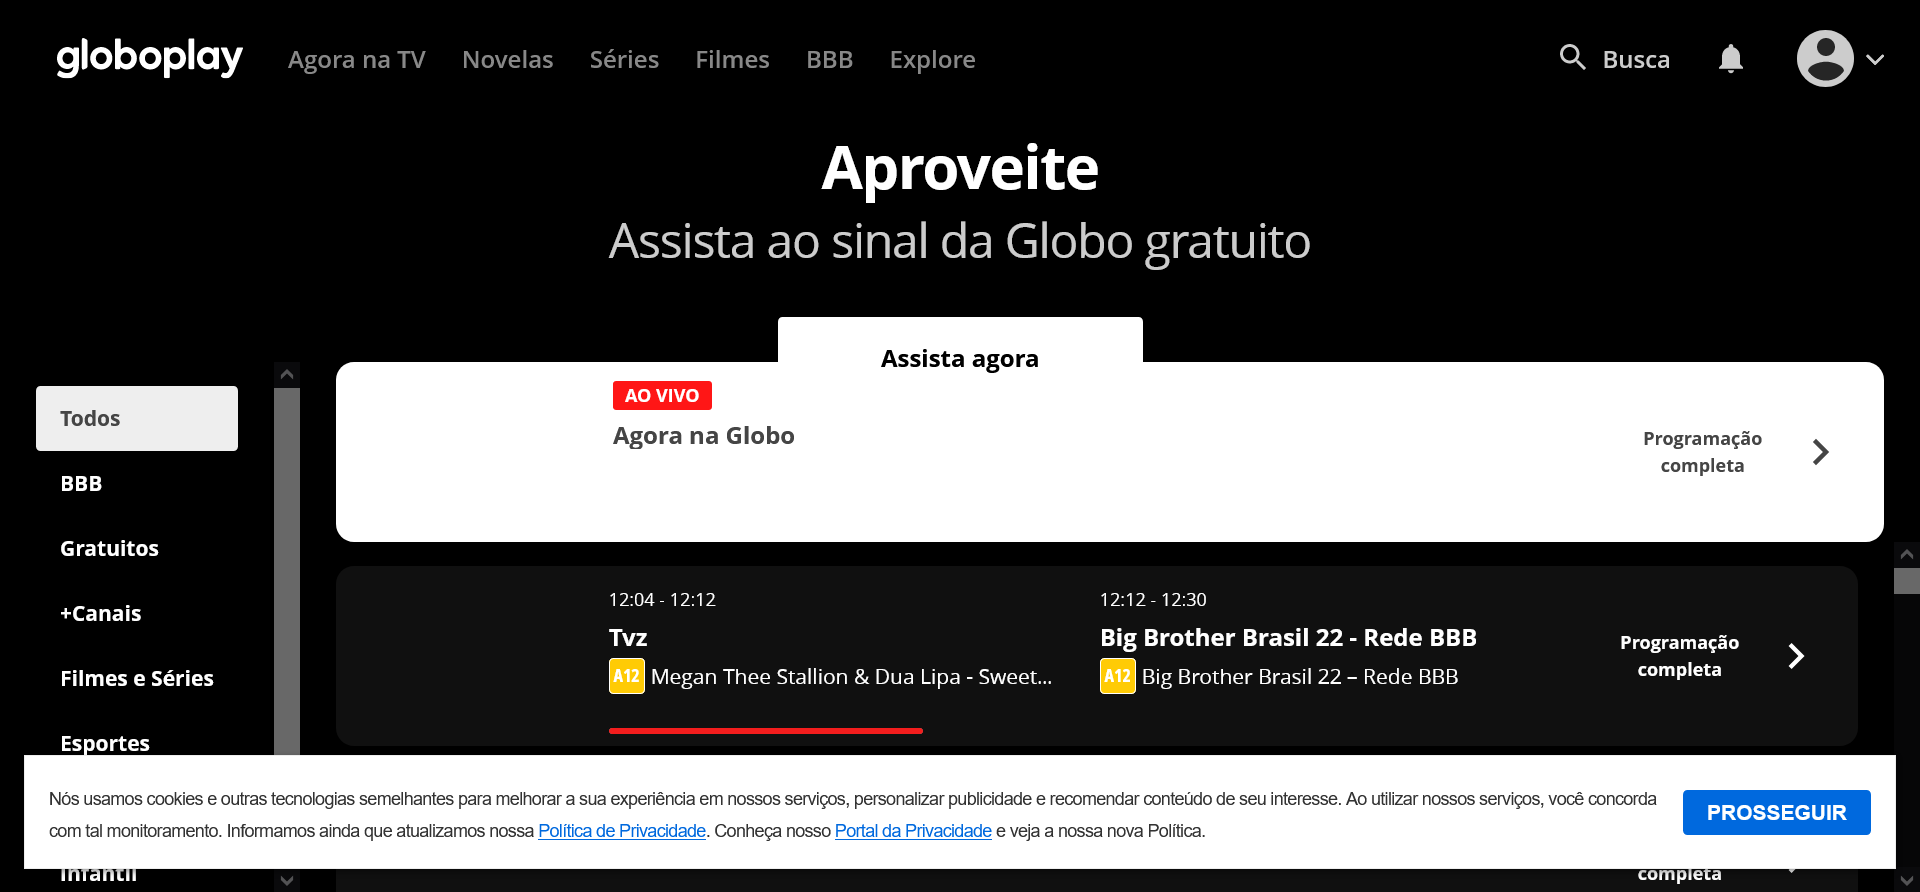 globoplay
Agora na TV
Novelas
Séries
Filmes
BBB
Explore
Busca
Aproveite
Assista ao sinal da Globo gratuito
Assista agora
Todos
BBB
Gratuitos
+Canais
Filmes e Séries
Esportes
Infantil
AO VIVO
Agora na Globo
Programação
completa
12:04 - 12:12
Tvz
A12 Megan Thee Stallion & Dua Lipa - Sweet...
12:12 - 12:30
Big Brother Brasil 22 - Rede BBB
A12 Big Brother Brasil 22 – Rede BBB
Programação
completa
completa
Nós usamos cookies e outras tecnologias semelhantes para melhorar a sua experiência em nossos serviços, personalizar publicidade e recomendar conteúdo de seu interesse. Ao utilizar nossos serviços, você concorda
com tal monitoramento. Informamos ainda que atualizamos nossa Política de Privacidade. Conheça nosso Portal da Privacidade e veja a nossa nova Política.
PROSSEGUIR